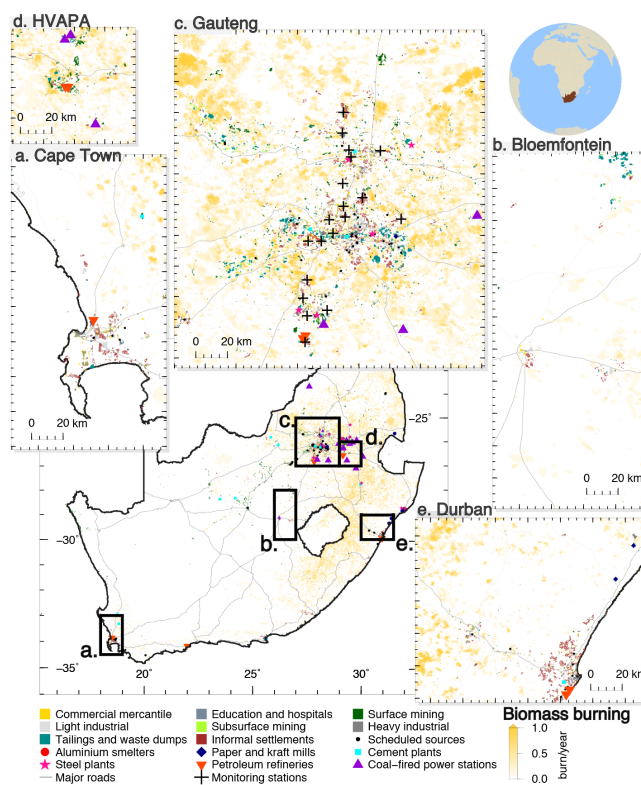 d. HVAPA
c. Gauteng
0 20 km
a. Cape Town
b. Bloemfontein
0 20 km
0 20 km
0 20 km
−25°
c.
d.
b.
e.
e. Durban
−30°
a.
−35°
20°
25°
30°
0 20 km
Commercial mercantile
Education and hospitals
Surface mining
Light industrial
Subsurface mining
Heavy industrial
Tailings and waste dumps
Informal settlements
Scheduled sources
Aluminium smelters
Paper and kraft mills
Cement plants
Steel plants
Petroleum refineries
Coal−fired power stations
Major roads
Monitoring stations
Biomass burning
1.0
0.5
0.0
burn/year